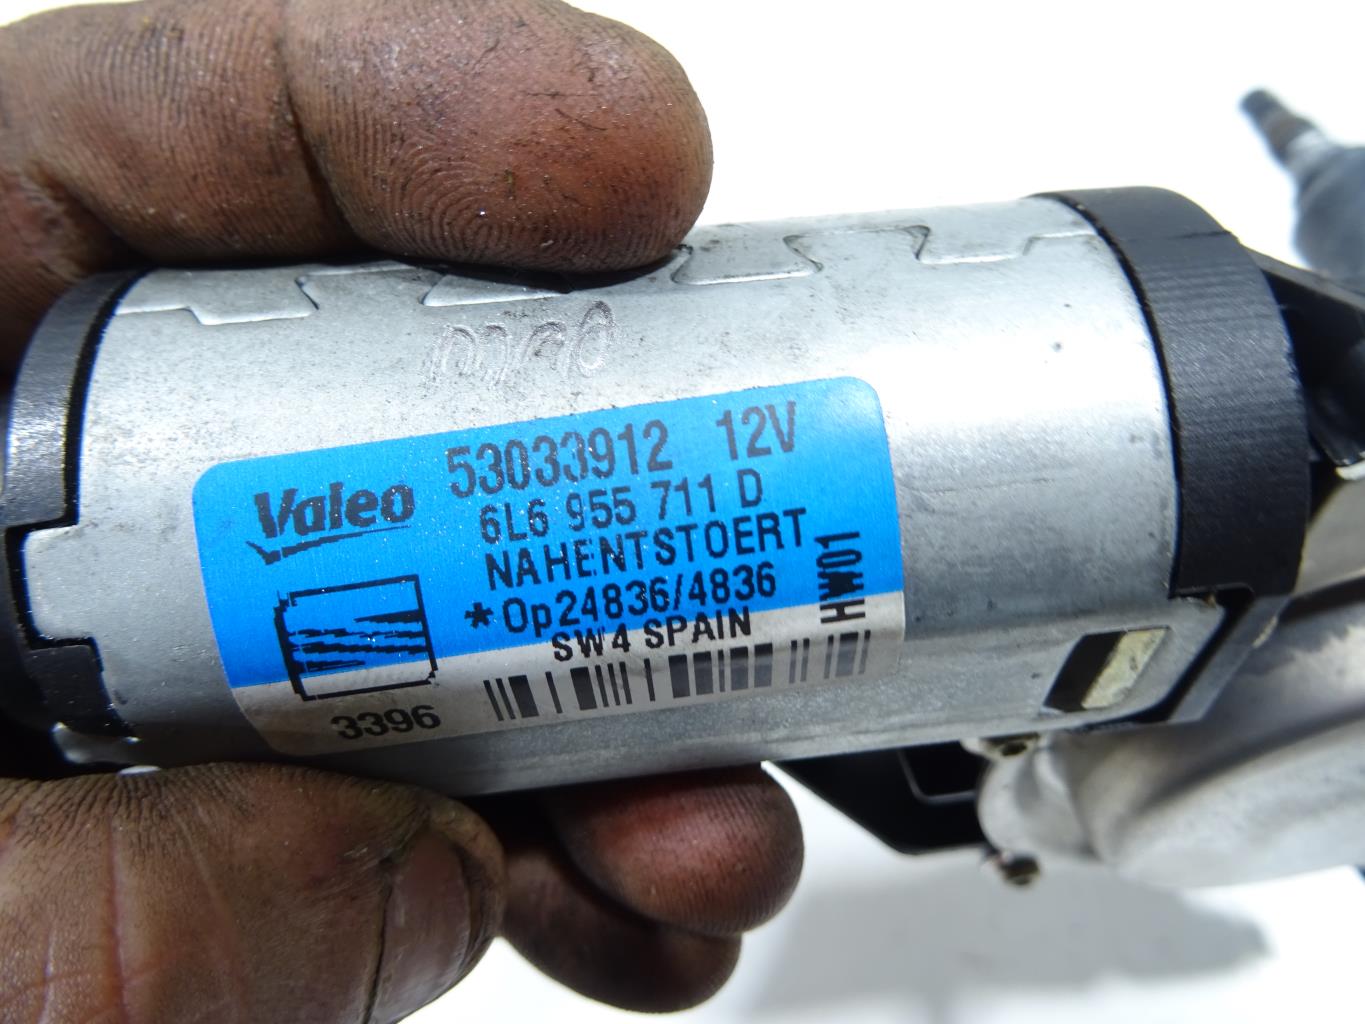 Valeo 53033912 12V
6L6 955 711 D
NAHENTSTOERT
*Op24836/4836
SW4 SPAIN
HW01
3396